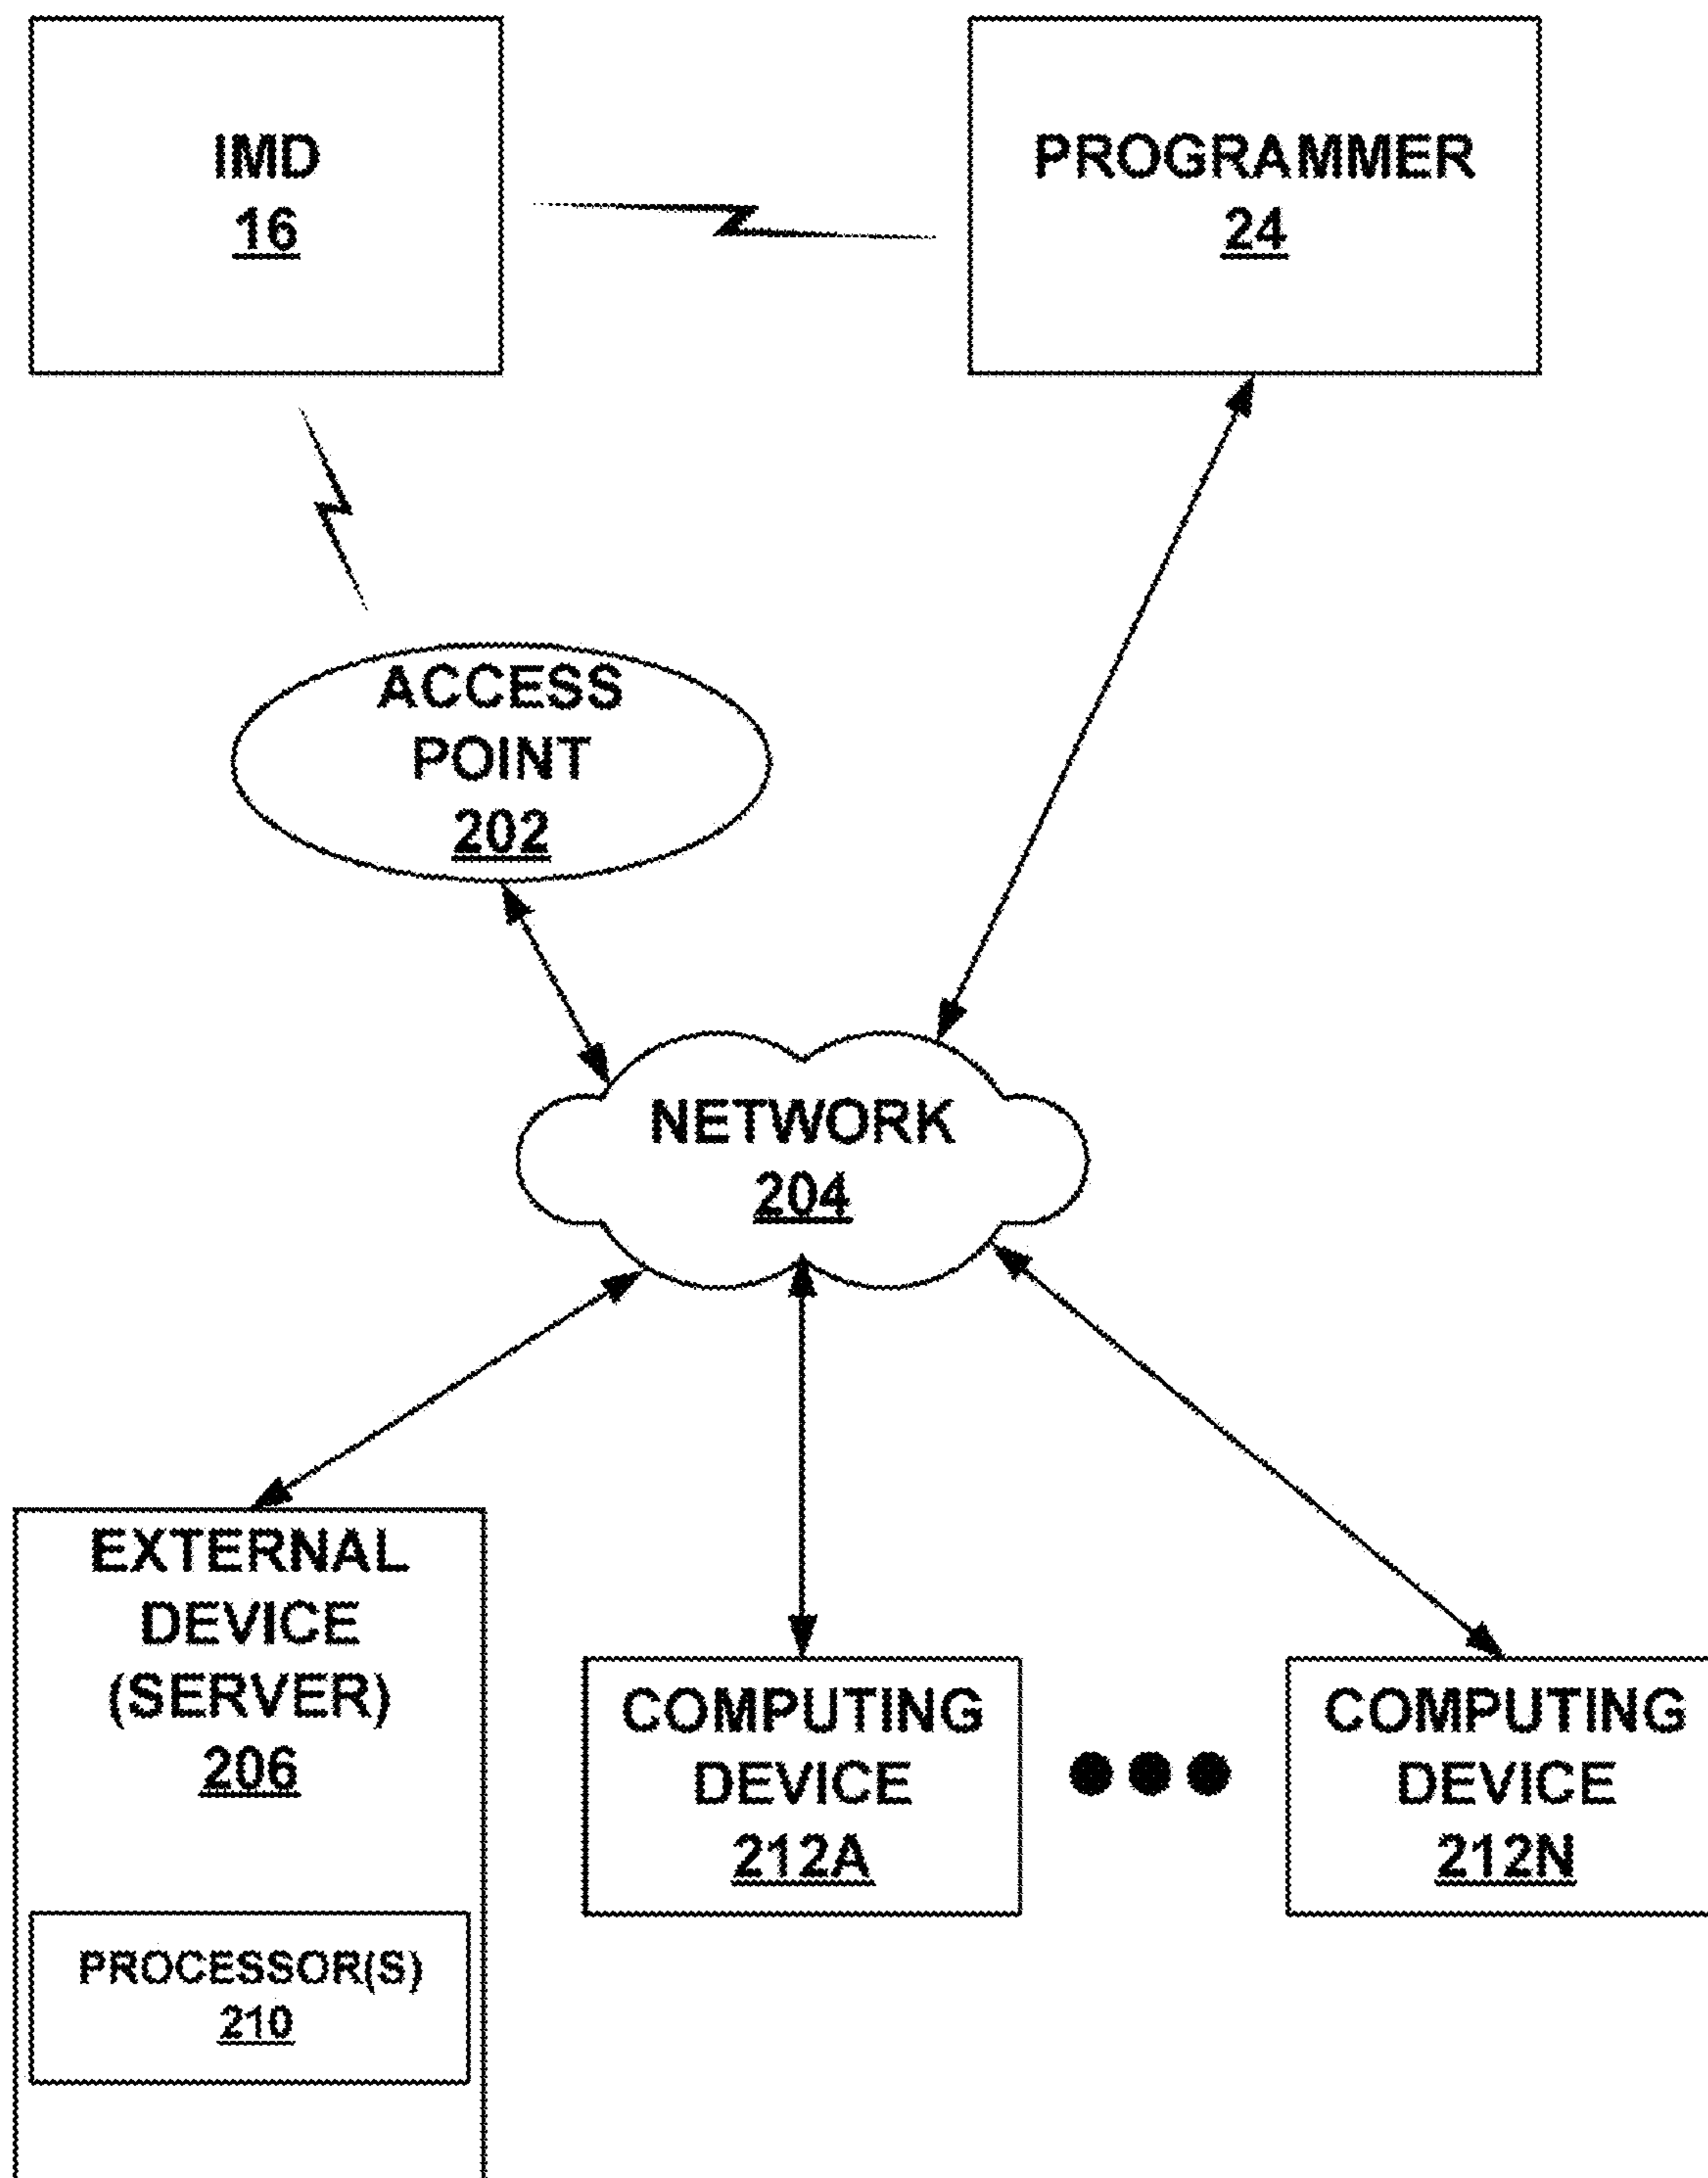 IMD
16
PROGRAMMER
24
ACCESS
POINT
202
NETWORK
204
EXTERNAL
DEVICE
(SERVER)
206
PROCESSOR(S)
210
COMPUTING
DEVICE
212A
COMPUTING
DEVICE
212N